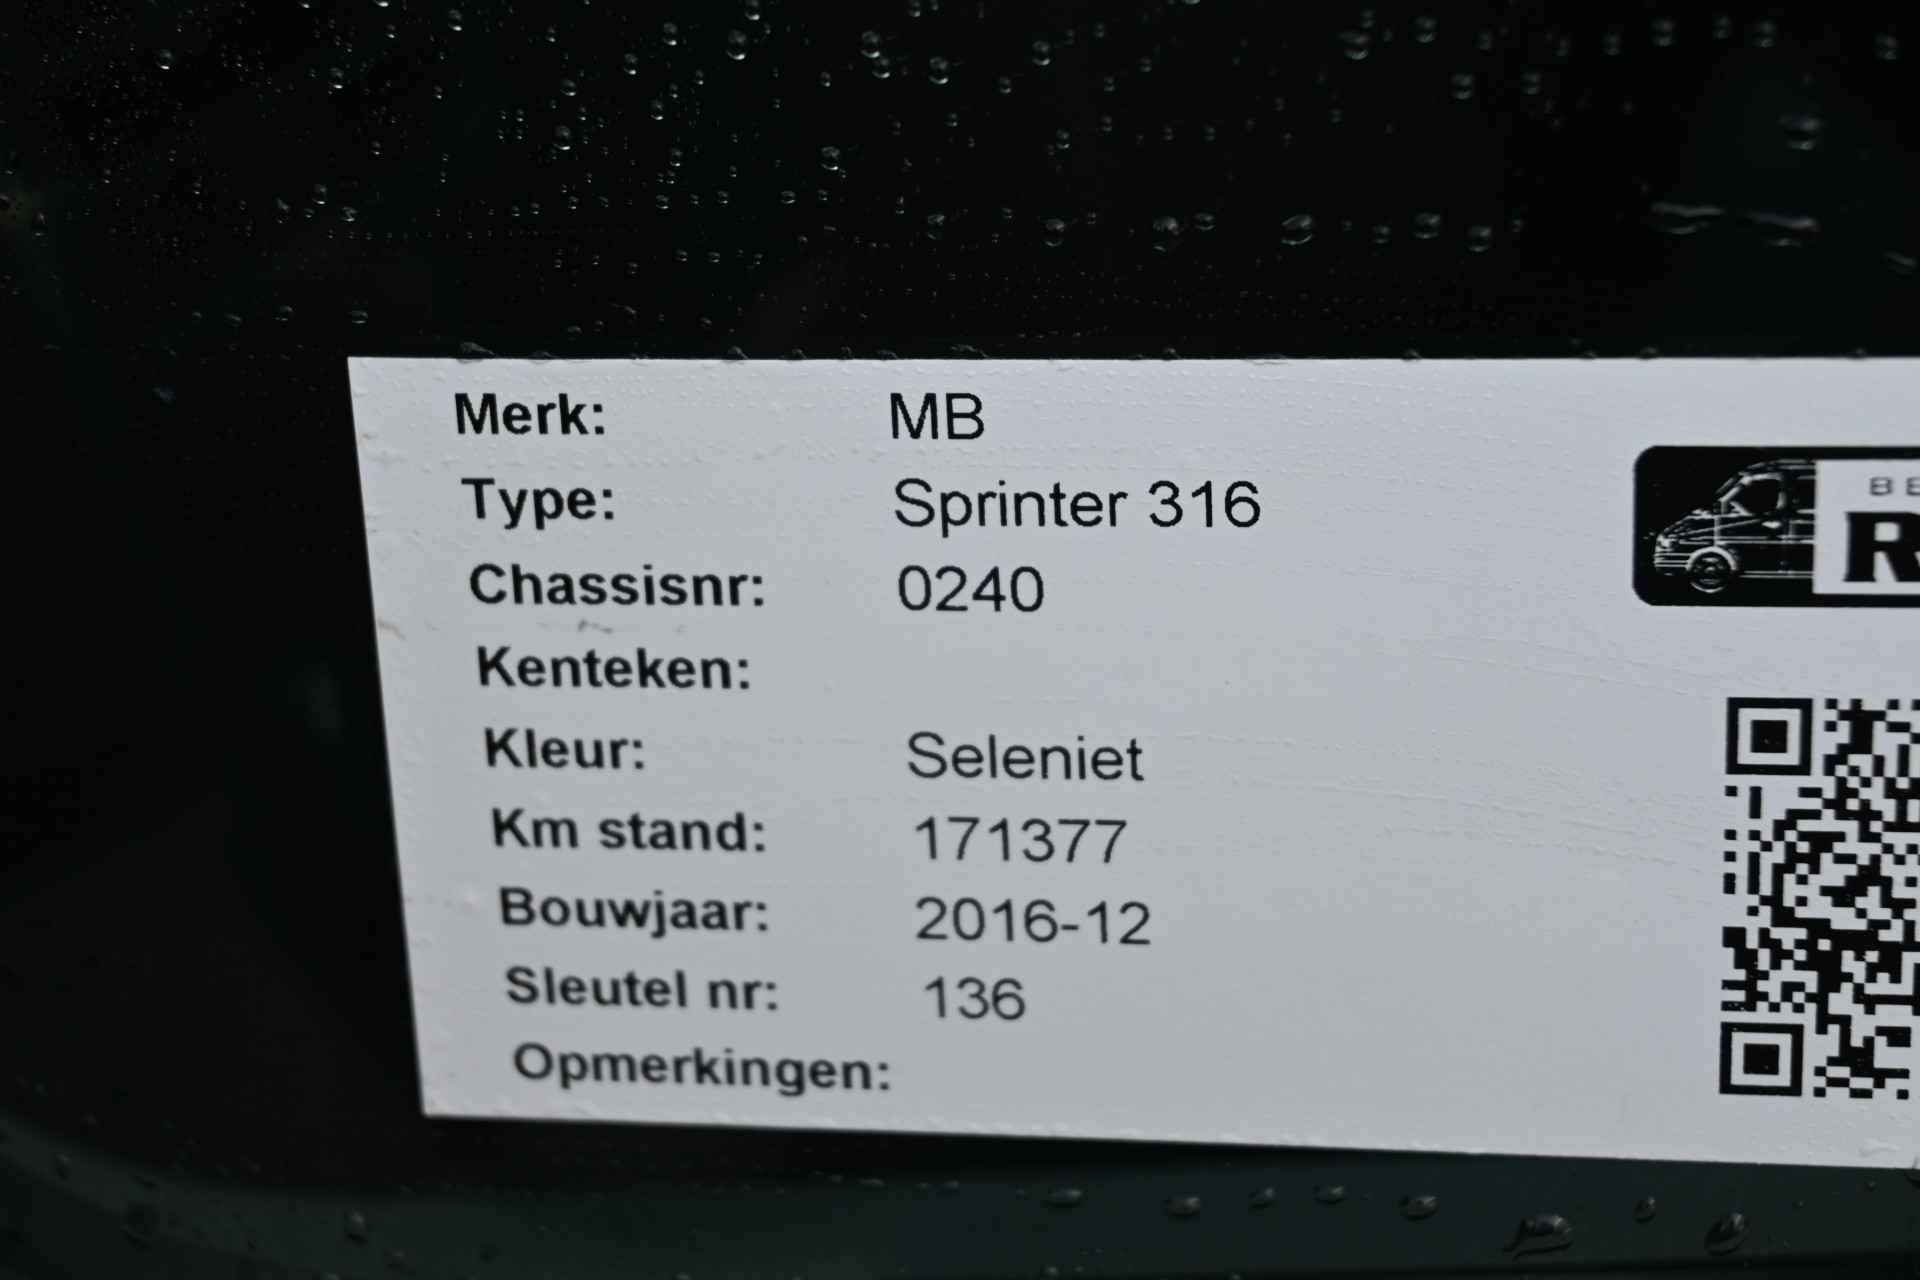 Merk: MB
Type: Sprinter 316
Chassisnr: 0240
Kenteken:
Kleur: Seleniet
Km stand: 171377
Bouwjaar: 2016-12
Sleutel nr: 136
Opmerkingen: